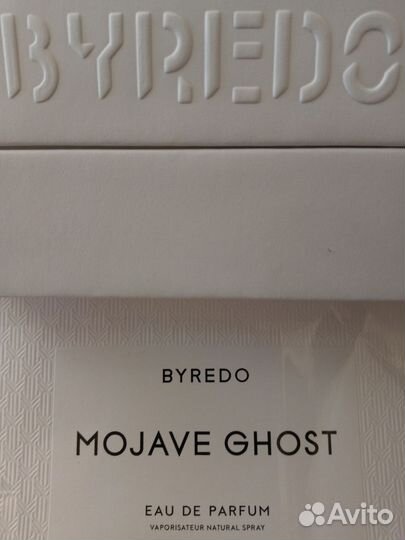 BYREDO
BYREDO
MOJAVE GHOST
EAU DE PARFUM
VAPORISATEUR NATURAL SPRAY
Avito